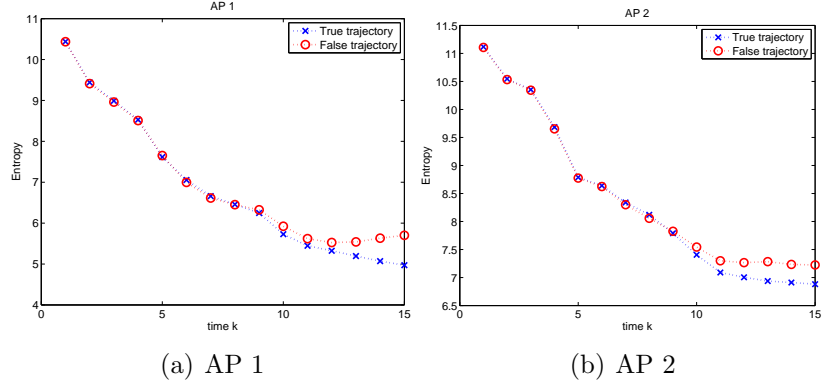 AP 1
11
10
9
8
7
6
5
4
0
5
10
15
Entropy
time k
True trajectory
False trajectory
(a) AP 1
AP 2
11.5
11
10.5
10
9.5
9
8.5
8
7.5
7
6.5
0
5
10
15
Entropy
time k
True trajectory
False trajectory
(b) AP 2